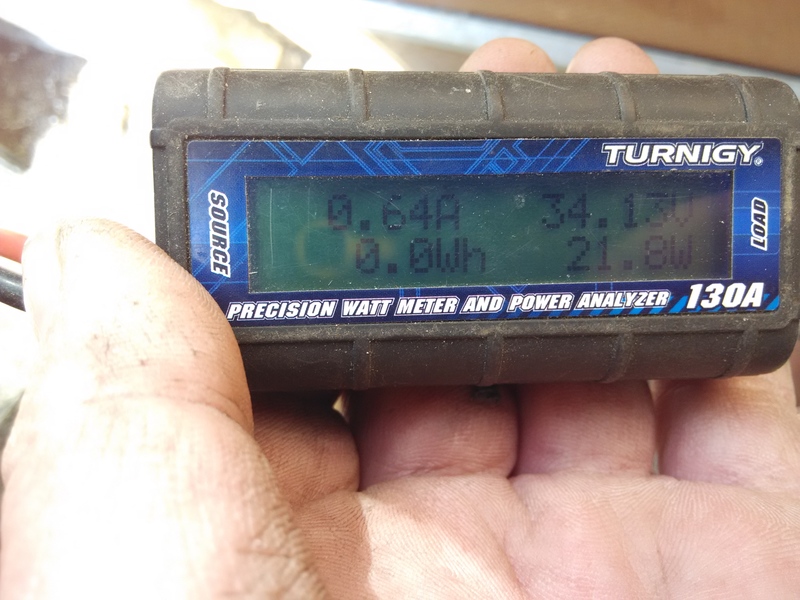 TURNIGY
SOURCE
0.64A 34.13V
0.0Wh 21.8W
LOAD
PRECISION WATT METER AND POWER ANALYZER 130A